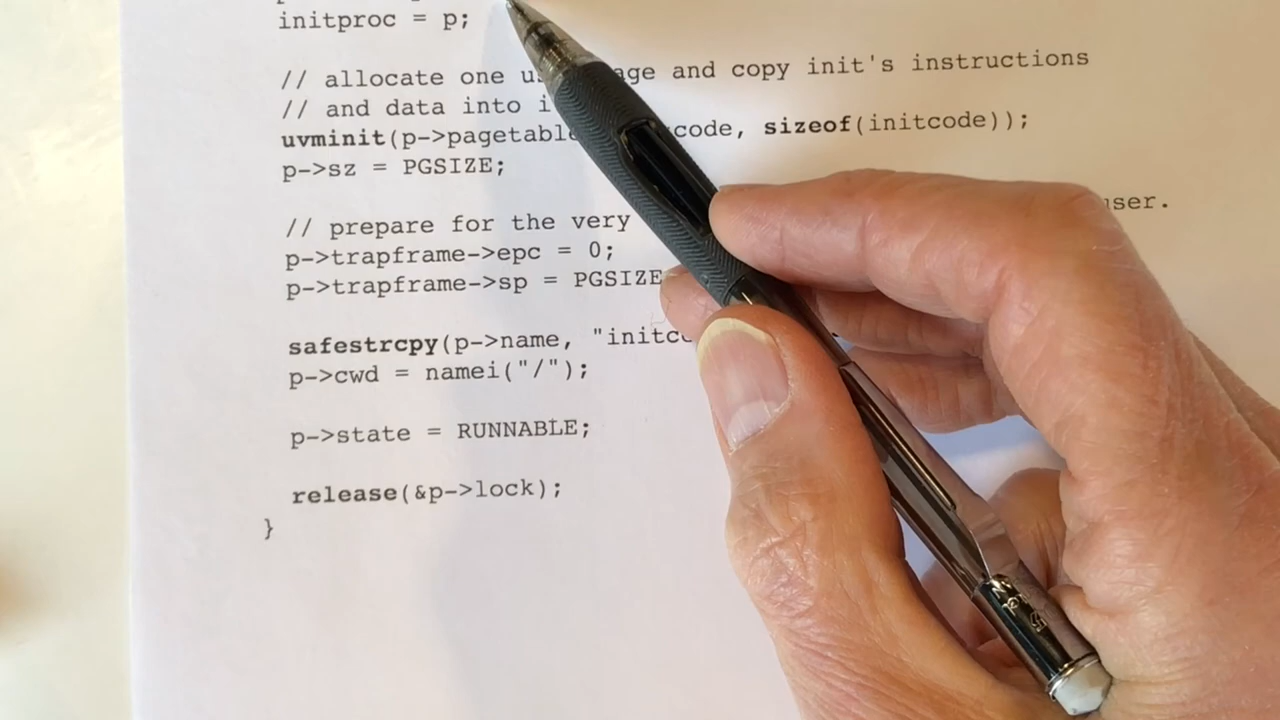 initproc = p;
// allocate one age and copy init's instructions
// and data into
uvminit(p->pagetable code, sizeof(initcode));
p->sz = PGSIZE;
// prepare for the very user.
p->trapframe->epc = 0;
p->trapframe->sp = PGSIZE
safestrcpy(p->name, "initco
p->cwd = namei("/");
p->state = RUNNABLE;
release(&p->lock);
}